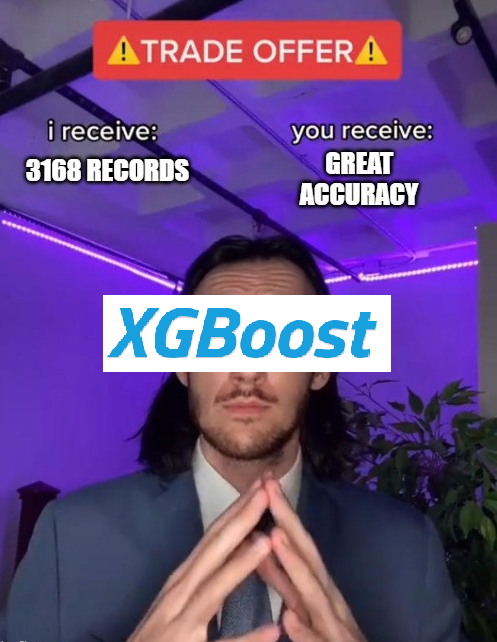 ⚠TRADE OFFER⚠
i receive:
3168 RECORDS
you receive:
GREAT
ACCURACY
XGBoost